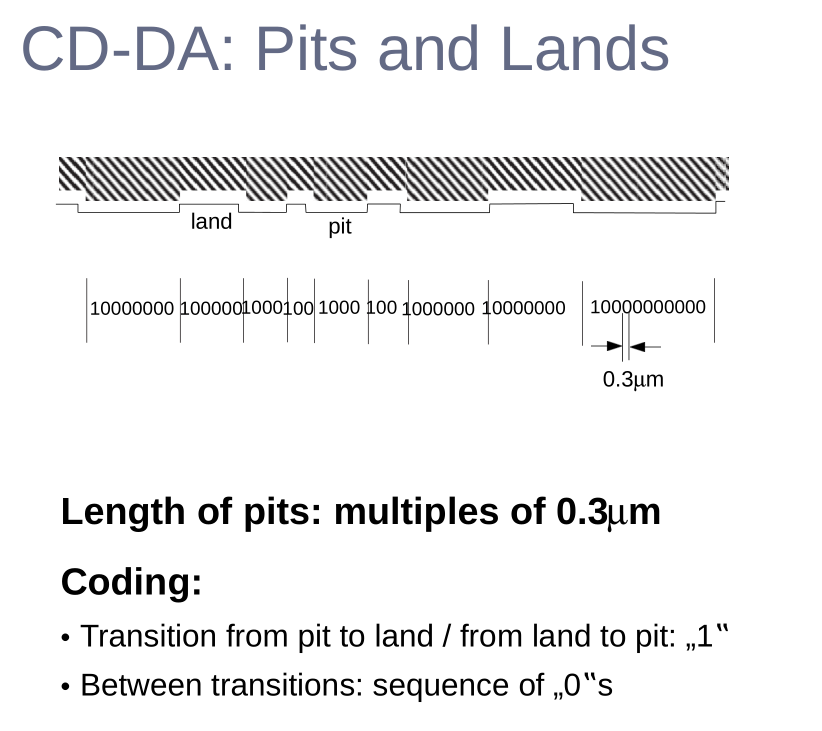 CD-DA: Pits and Lands
land
pit
10000000 100000 1000 100 1000 100 1000000 10000000 10000000000
0.3μm
Length of pits: multiples of 0.3μm
Coding:
• Transition from pit to land / from land to pit: „1‟
• Between transitions: sequence of „0‟s